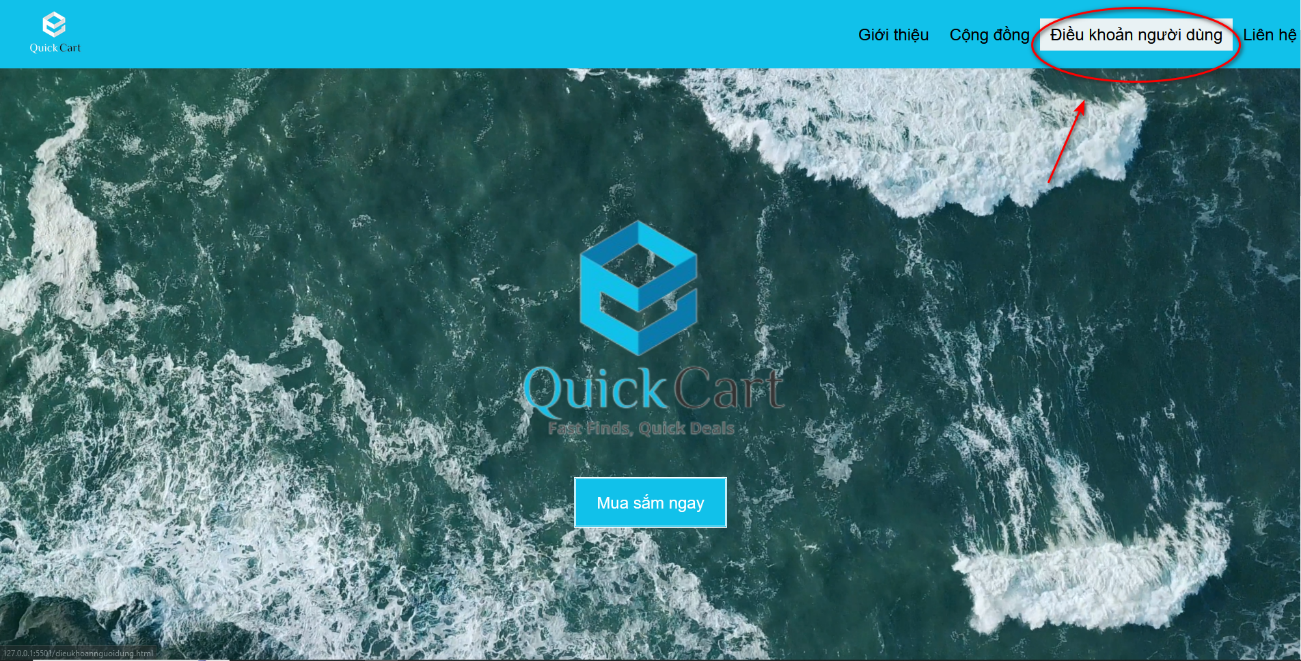 QuickCart
Giới thiệu Cộng đồng Điều khoản người dùng Liên hệ
QuickCart
Fast Finds, Quick Deals
Mua sắm ngay
127.0.0.1:5501/dieukhoannguoidung.html